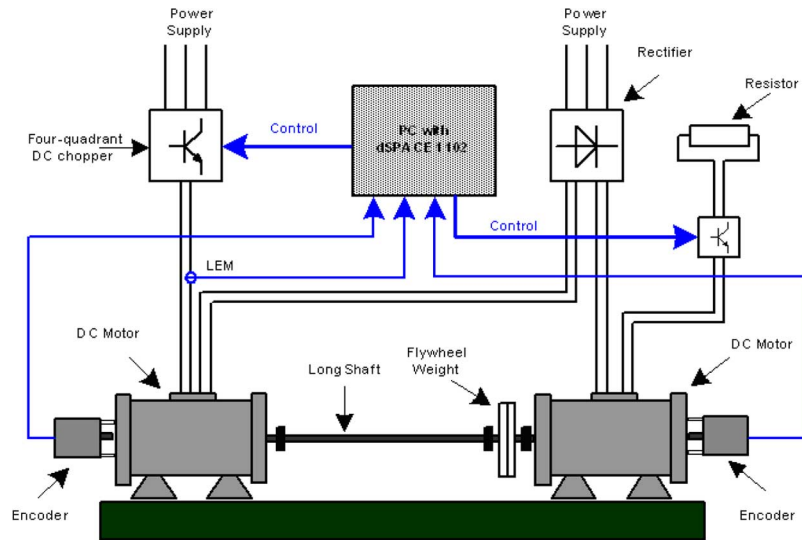 Power
Supply
Power
Supply
Rectifier
Resistor
Four-quadrant
DC chopper
Control
PC with
dSPACE 1102
Control
LEM
DC Motor
Long Shaft
Flywheel
Weight
DC Motor
Encoder
Encoder